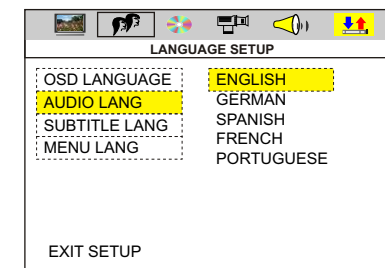 LANGUAGE SETUP
OSD LANGUAGE
AUDIO LANG
SUBTITLE LANG
MENU LANG
ENGLISH
GERMAN
SPANISH
FRENCH
PORTUGUESE
EXIT SETUP